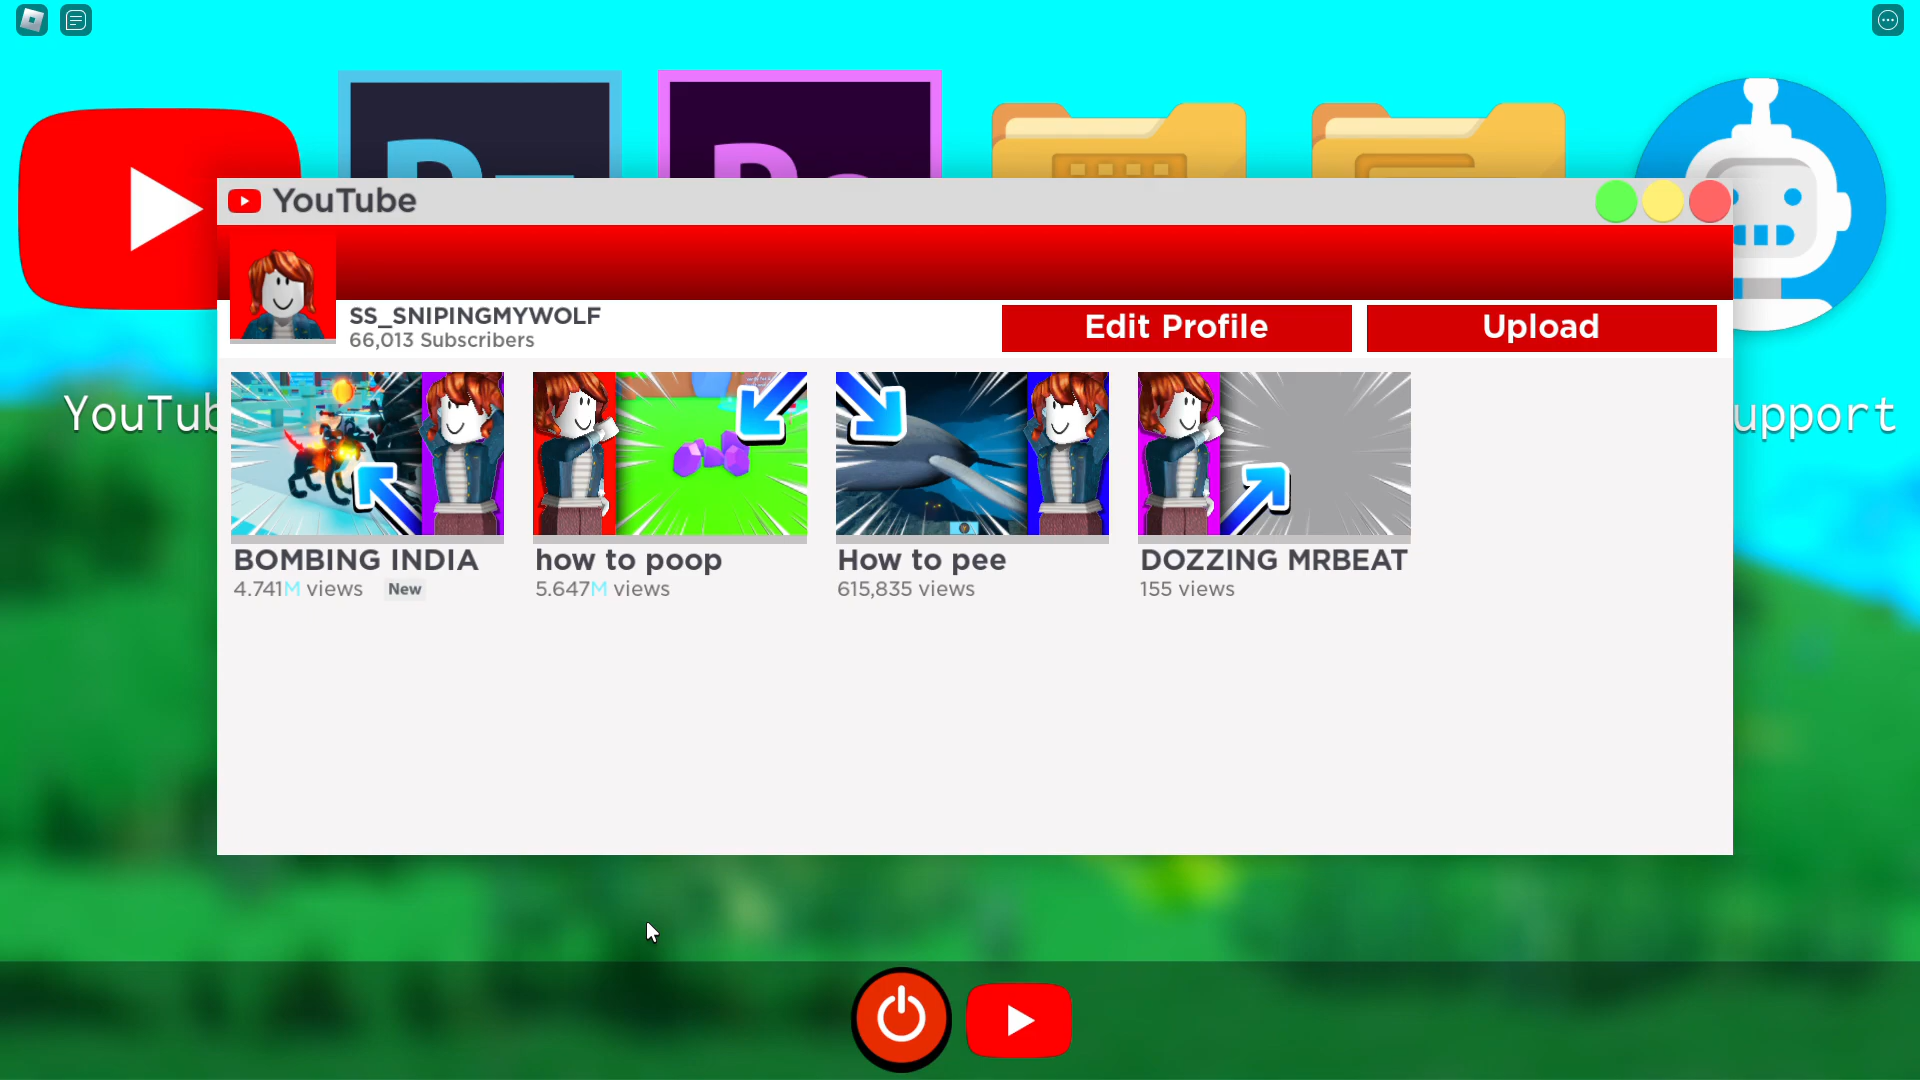 YouTube
SS_SNIPINGMYWOLF
66,013 Subscribers
Edit Profile
Upload
BOMBING INDIA
4.741M views
New
how to poop
5.647M views
How to pee
615,835 views
DOZZING MRBEAT
155 views
YouTub
upport